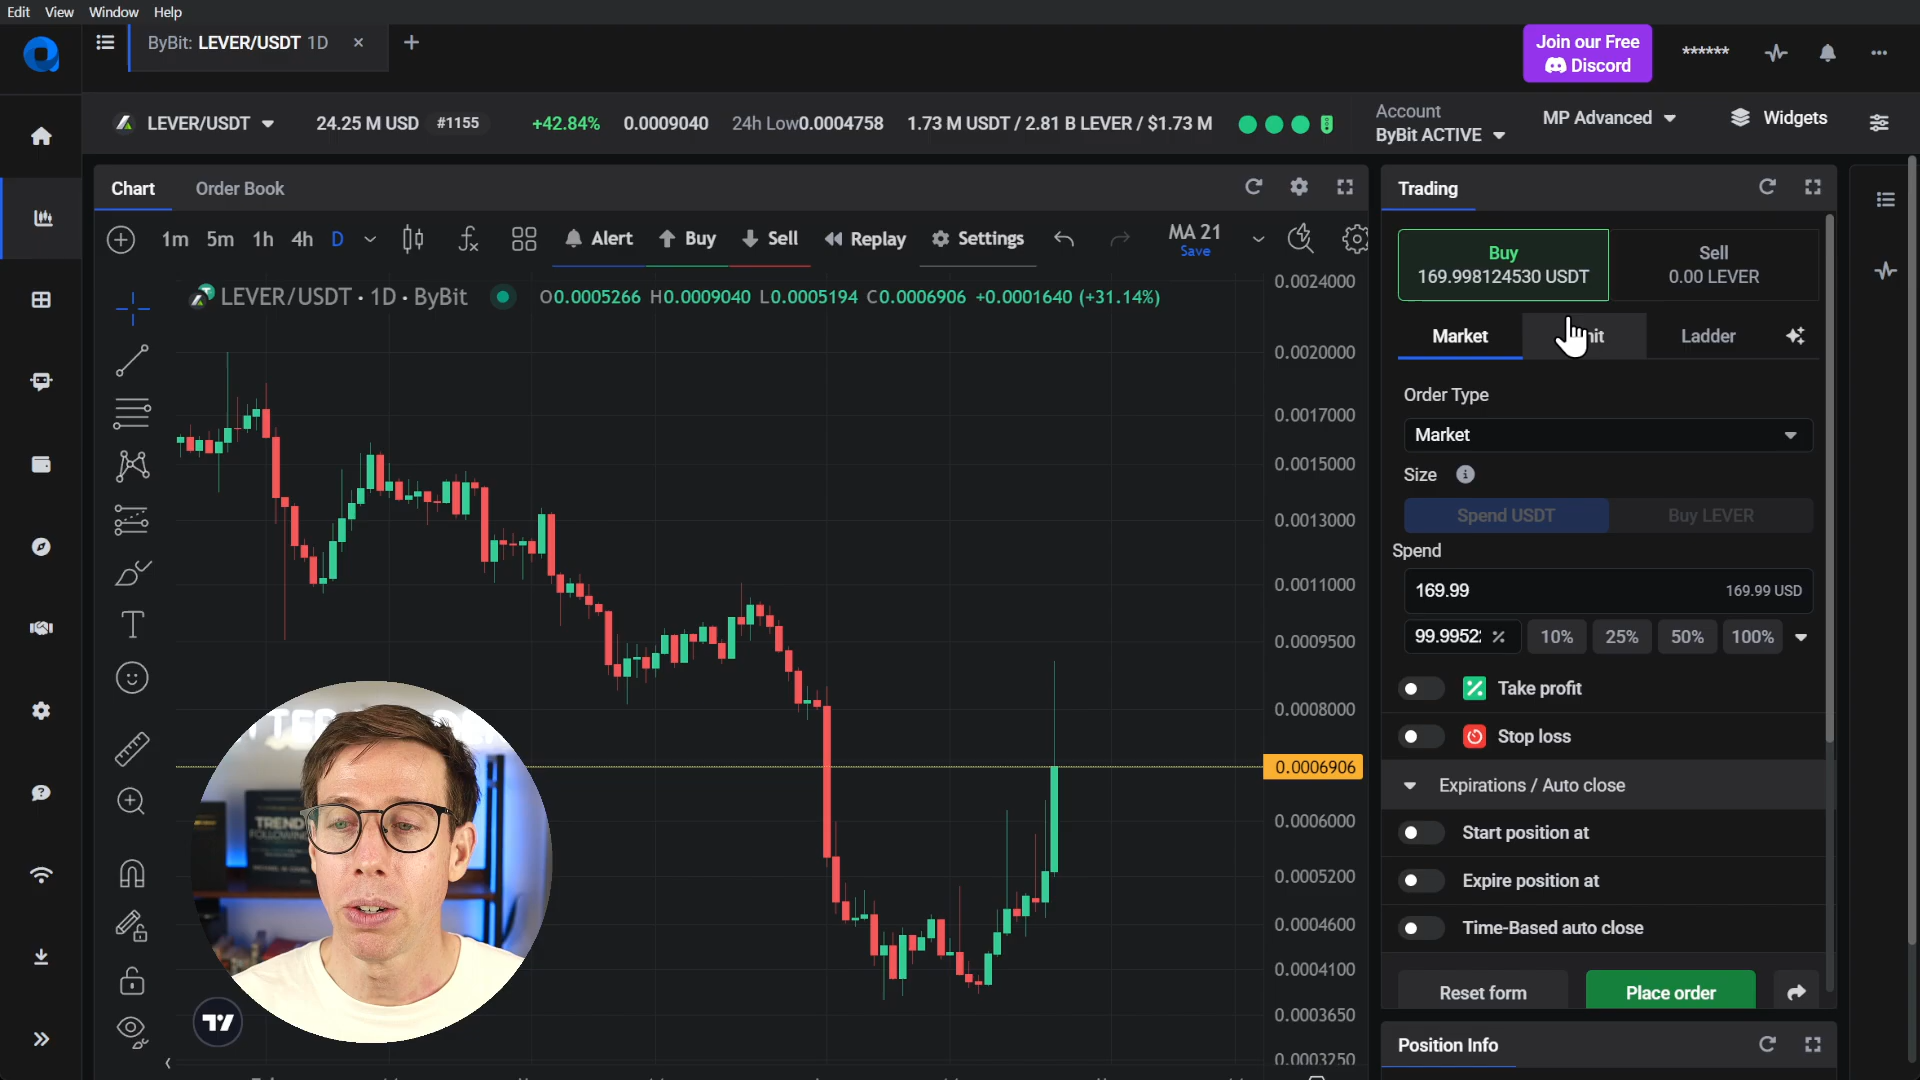 Edit View Window Help
ByBit: LEVER/USDT 1D × +
Join our Free
Discord
******
LEVER/USDT 24.25 M USD #1155 +42.84% 0.0009040 24h Low0.0004758 1.73 M USDT / 2.81 B LEVER / $1.73 M
Account
ByBit ACTIVE
MP Advanced
Widgets
Chart Order Book
1m 5m 1h 4h D Alert Buy Sell Replay Settings MA 21
Save
LEVER/USDT · 1D · ByBit O0.0005266 H0.0009040 L0.0005194 C0.0006906 +0.0001640 (+31.14%)
0.0024000
0.0020000
0.0017000
0.0015000
0.0013000
0.0011000
0.0009500
0.0008000
0.0006906
0.0006000
0.0005200
0.0004600
0.0004100
0.0003650
0.0003250
TREND
FOLLOWING
Trading
Buy
169.998124530 USDT
Sell
0.00 LEVER
Market Ladder
Order Type
Market
Size
Spend USDT Buy LEVER
Spend
169.99 169.99 USD
99.9952 % 10% 25% 50% 100%
Take profit
Stop loss
Expirations / Auto close
Start position at
Expire position at
Time-Based auto close
Reset form Place order
Position Info